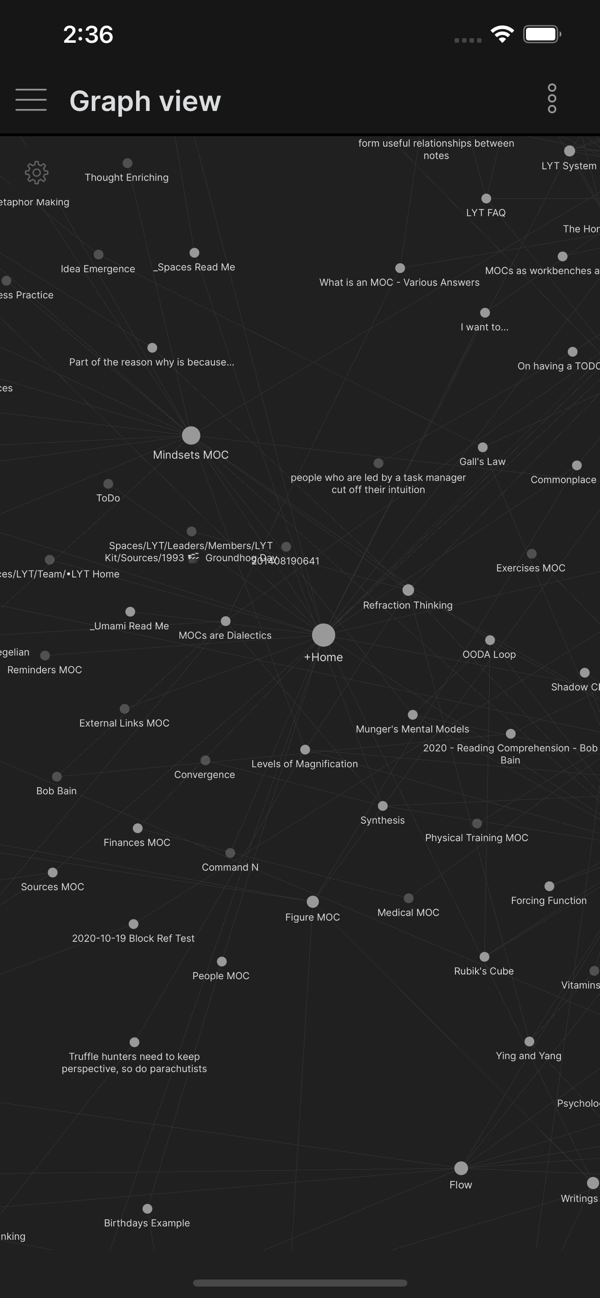 2:36
Graph view
form useful relationships between
notes
LYT System
Thought Enriching
etaphor Making
LYT FAQ
The Hor
Idea Emergence
_Spaces Read Me
What is an MOC - Various Answers
MOCs as workbenches a
ess Practice
I want to...
Part of the reason why is because...
On having a TODO
ces
Mindsets MOC
Gall's Law
people who are led by a task manager
cut off their intuition
Commonplace
ToDo
Spaces/LYT/Leaders/Members/LYT
Kit/Sources/1993 📽 Groundhog Day
201408190641
ces/LYT/Team/•LYT Home
Exercises MOC
Refraction Thinking
_Umami Read Me
MOCs are Dialectics
egelian
+Home
OODA Loop
Reminders MOC
Shadow Cl
External Links MOC
Munger's Mental Models
2020 - Reading Comprehension - Bob
Bain
Levels of Magnification
Convergence
Bob Bain
Synthesis
Physical Training MOC
Finances MOC
Command N
Sources MOC
Forcing Function
Figure MOC
Medical MOC
2020-10-19 Block Ref Test
People MOC
Rubik's Cube
Vitamins
Truffle hunters need to keep
perspective, so do parachutists
Ying and Yang
Psycholo
Flow
Writings
Birthdays Example
nking